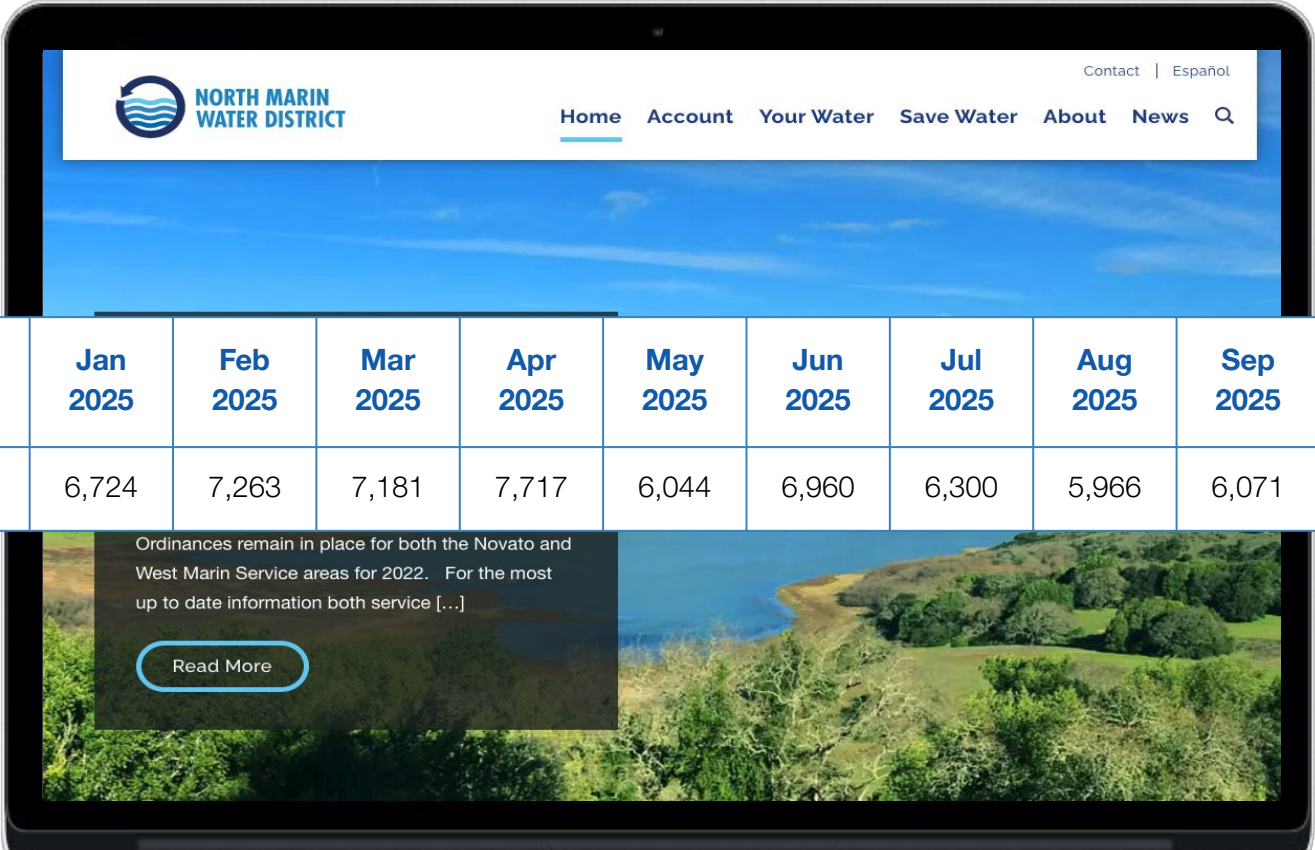 Contact | Español
NORTH MARIN
WATER DISTRICT
Home Account Your Water Save Water About News
Jan 2025 Feb 2025 Mar 2025 Apr 2025 May 2025 Jun 2025 Jul 2025 Aug 2025 Sep 2025
6,724 7,263 7,181 7,717 6,044 6,960 6,300 5,966 6,071
Ordinances remain in place for both the Novato and
West Marin Service areas for 2022. For the most
up to date information both service [...]
Read More